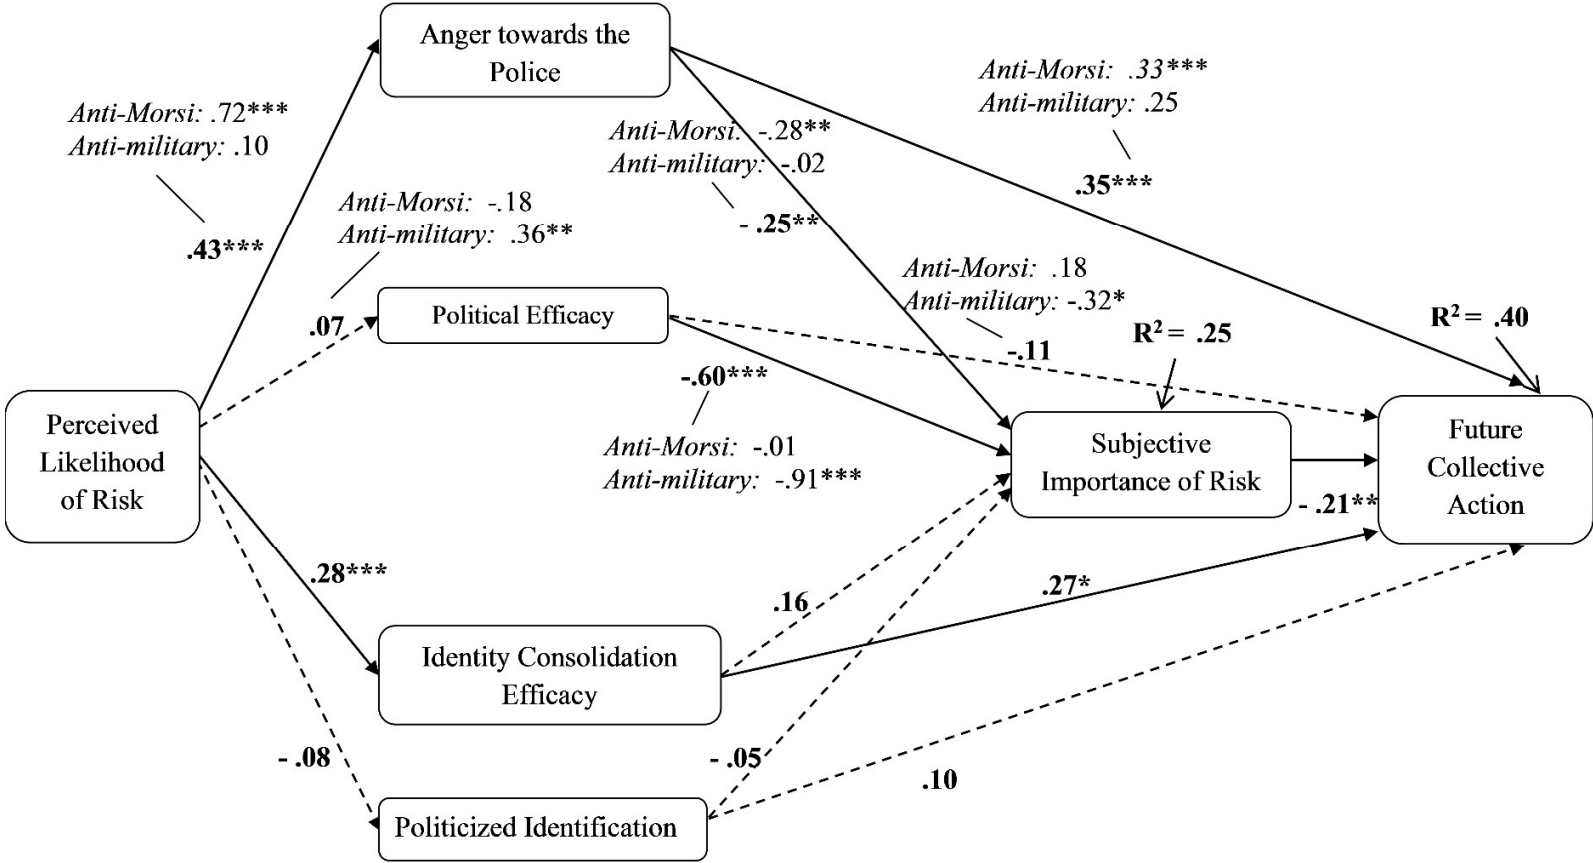 Anger towards the
Police
Anti-Morsi: .33***
Anti-military: .25
Anti-Morsi: .72***
Anti-military: .10
Anti-Morsi: -.28**
Anti-military: -.02
.35***
Anti-Morsi: -.18
Anti-military: .36**
- .25**
.43***
Anti-Morsi: .18
Anti-military: -.32*
Political Efficacy
.07
R² = .25
R² = .40
-.11
-.60***
Perceived
Likelihood
of Risk
Anti-Morsi: -.01
Anti-military: -.91***
Subjective
Importance of Risk
Future
Collective
Action
- .21**
.28***
.16
.27*
Identity Consolidation
Efficacy
- .08
- .05
.10
Politicized Identification